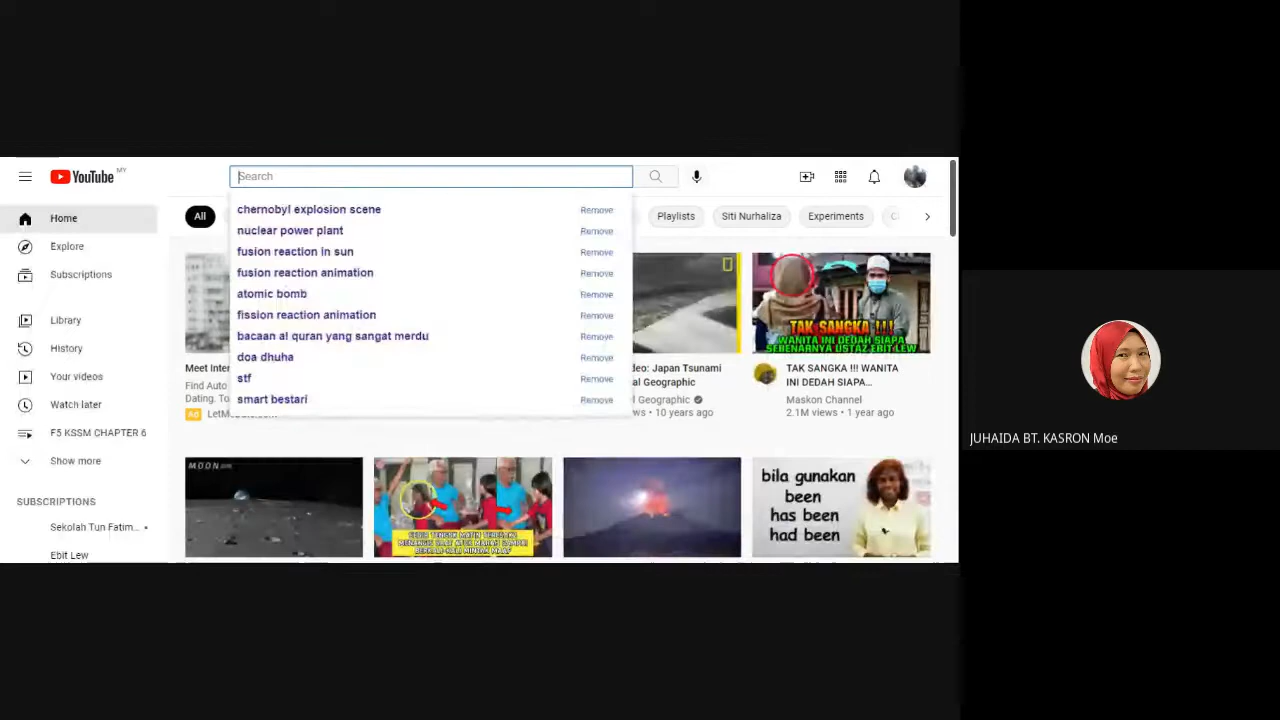 YouTube MY
Search
Home
Explore
Subscriptions
Library
History
Your videos
Watch later
F5 KSSM CHAPTER 6
Show more
SUBSCRIPTIONS
Sekolah Tun Fatim...
Ebit Lew
All
Playlists
Siti Nurhaliza
Experiments
chernobyl explosion scene Remove
nuclear power plant Remove
fusion reaction in sun Remove
fusion reaction animation Remove
atomic bomb Remove
fission reaction animation Remove
bacaan al quran yang sangat merdu Remove
doa dhuha Remove
stf Remove
smart bestari Remove
Meet Inter
Find Auto
Dating. To
Ad
deo: Japan Tsunami
al Geographic
l Geographic
ws • 10 years ago
TAK SANGKA !!!
WANITA INI DEDAH SIAPA
SEBENARNYA USTAZ EBIT LEW
TAK SANGKA !!! WANITA
INI DEDAH SIAPA...
Maskon Channel
2.1M views • 1 year ago
MOON
bila gunakan
been
has been
had been
JUHAIDA BT. KASRON Moe